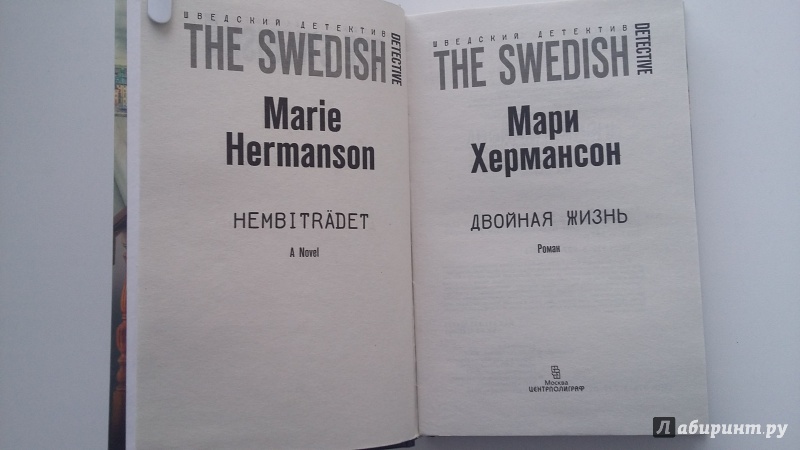 ШВЕДСКИЙ ДЕТЕКТИВ
THE SWEDISH
DETECTIVE
Marie
Hermanson
HEMBITRÄDET
A Novel
ШВЕДСКИЙ ДЕТЕКТИВ
THE SWEDISH
DETECTIVE
Мари
Хермансон
ДВОЙНАЯ ЖИЗНЬ
Роман
Москва
ЦЕНТРПОЛИГРАФ
Лабиринт.ру